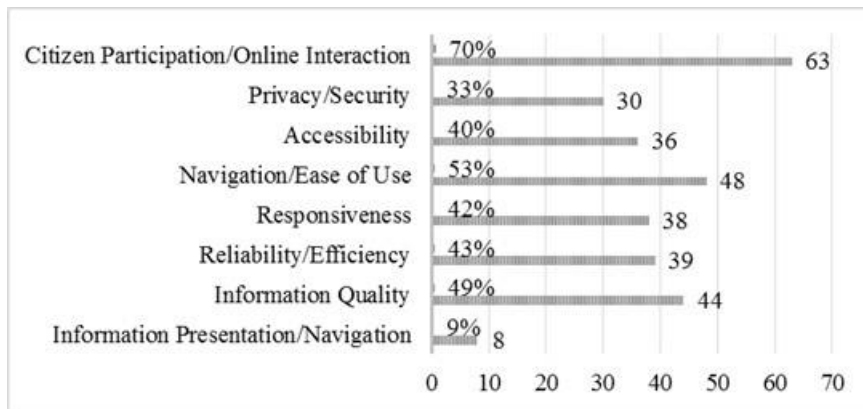 Citizen Participation/Online Interaction 70% 63
Privacy/Security 33% 30
Accessibility 40% 36
Navigation/Ease of Use 53% 48
Responsiveness 42% 38
Reliability/Efficiency 43% 39
Information Quality 49% 44
Information Presentation/Navigation 9% 8
0 10 20 30 40 50 60 70